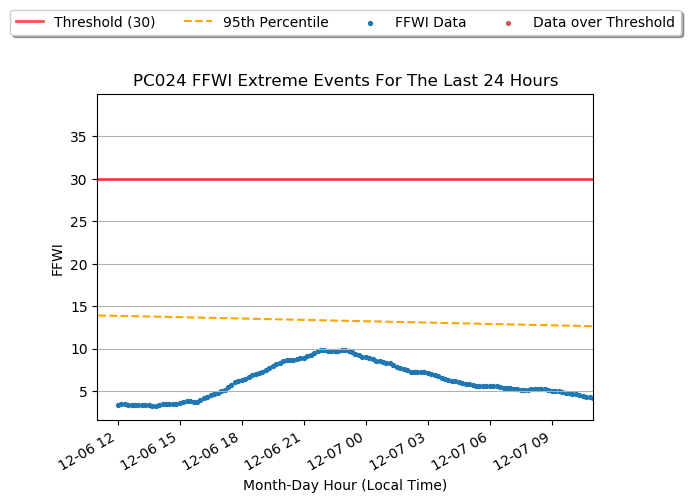 Threshold (30) 95th Percentile FFWI Data Data over Threshold
PC024 FFWI Extreme Events For The Last 24 Hours
35
30
25
20
15
10
5
FFWI
12-06 12 12-06 15 12-06 18 12-06 21 12-07 00 12-07 03 12-07 06 12-07 09
Month-Day Hour (Local Time)